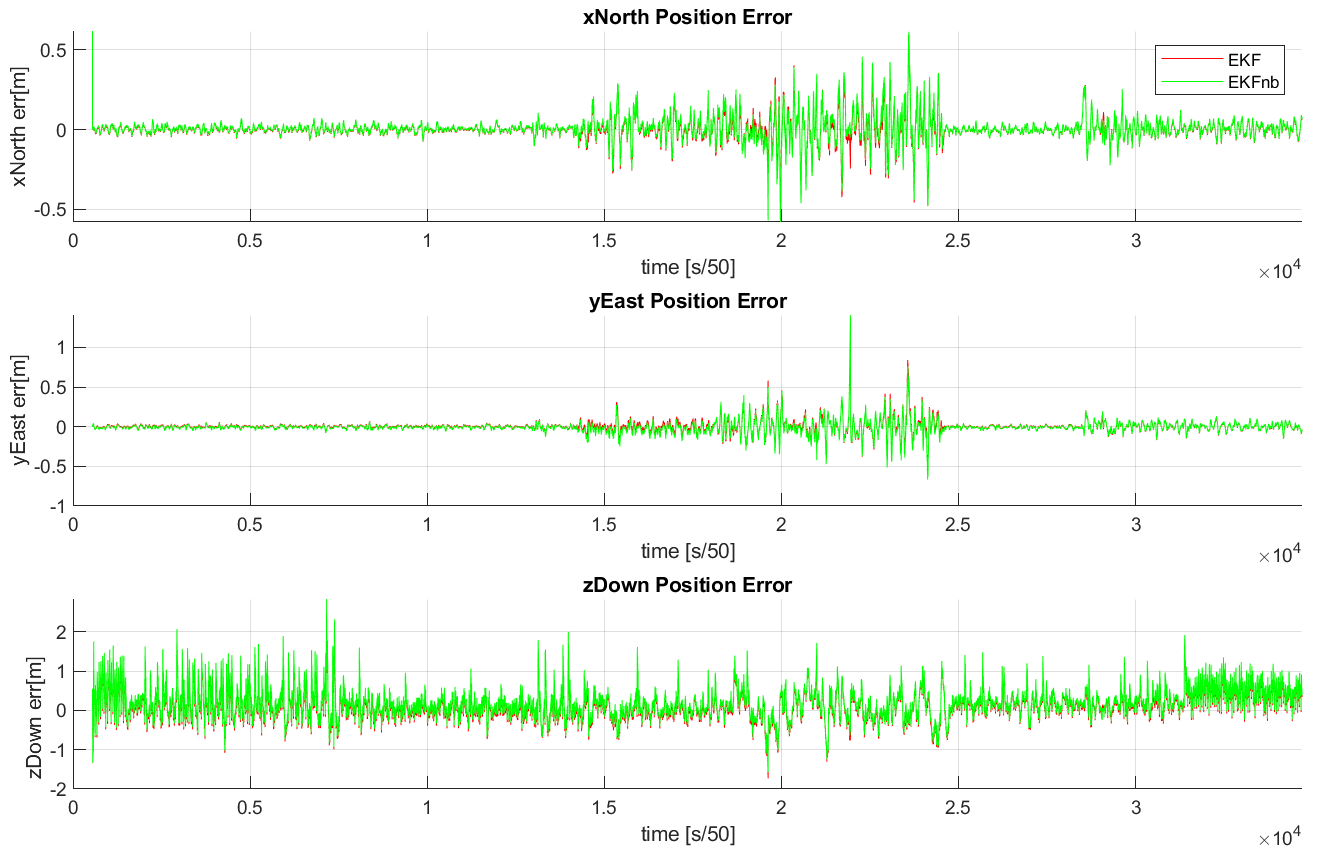 xNorth Position Error
0.5
0
-0.5
xNorth err[m]
EKF
EKFnb
0 0.5 1 1.5 2 2.5 3
time [s/50]
×10^4
yEast Position Error
1
0.5
0
-0.5
-1
yEast err[m]
0 0.5 1 1.5 2 2.5 3
time [s/50]
×10^4
zDown Position Error
2
1
0
-1
-2
zDown err[m]
0 0.5 1 1.5 2 2.5 3
time [s/50]
×10^4